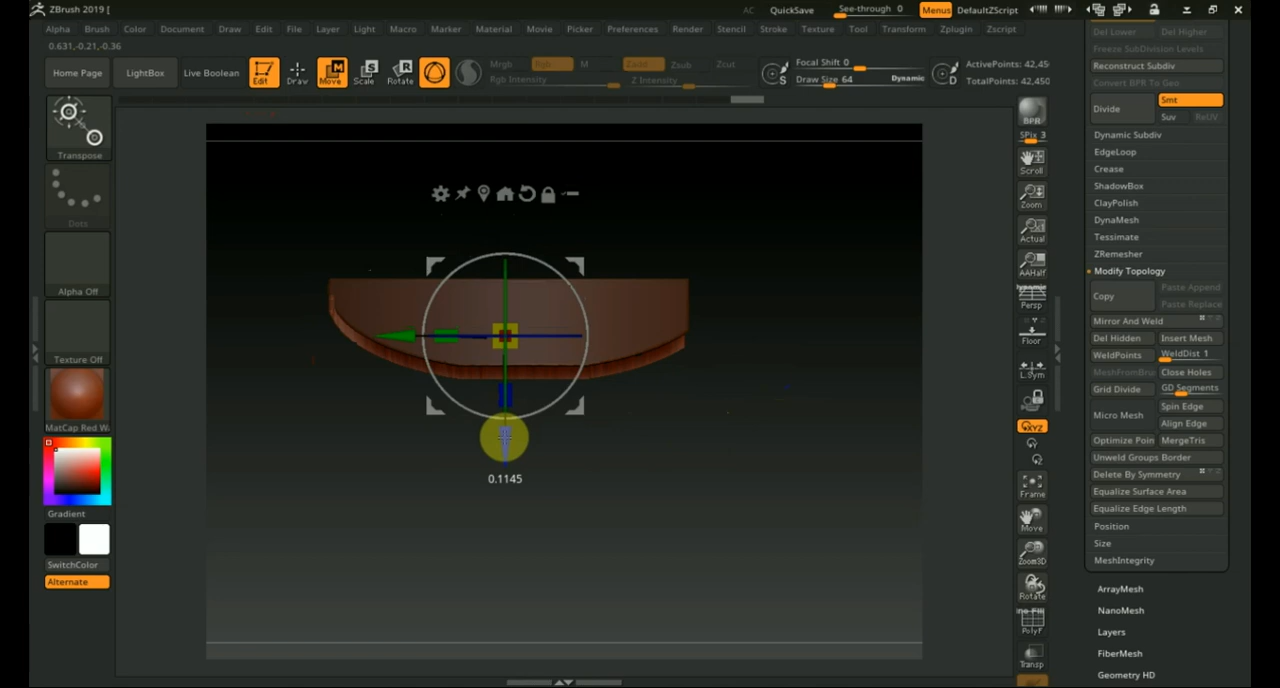 ZBrush 2019 [
AC QuickSave See-through 0 Menus DefaultZScript
Alpha Brush Color Document Draw Edit File Layer Light Macro Marker Material Movie Picker Preferences Render Stencil Stroke Texture Tool Transform Zplugin Zscript
0.631,-0.21,-0.36
Home Page LightBox Live Boolean Edit Draw Move Scale Rotate
Mrgb Rgb M Zadd Zsub Zcut
Rgb Intensity Z Intensity
Focal Shift 0
Draw Size 64 Dynamic
S
D
ActivePoints: 42,45
TotalPoints: 42,450
Transpose
Dots
Alpha Off
Texture Off
MatCap Red W
Gradient
SwitchColor
Alternate
0.1145
BPR
SPix 3
Scroll
Zoom
Actual
AAHalf
Dynamic
Persp
Floor
L.Sym
XYZ
Frame
Move
Zoom3D
Rotate
PolyF
Transp
Del Lower Del Higher
Freeze SubDivision Levels
Reconstruct Subdiv
Convert BPR To Geo
Divide Smt
Suv ReUV
Dynamic Subdiv
EdgeLoop
Crease
ShadowBox
ClayPolish
DynaMesh
Tessimate
ZRemesher
Modify Topology
Copy Paste Append
Paste Replace
Mirror And Weld
Del Hidden Insert Mesh
WeldPoints WeldDist 1
MeshFromBru Close Holes
Grid Divide GD Segments
Micro Mesh Spin Edge
Align Edge
Optimize Poin MergeTris
Unweld Groups Border
Delete By Symmetry
Equalize Surface Area
Equalize Edge Length
Position
Size
MeshIntegrity
ArrayMesh
NanoMesh
Layers
FiberMesh
Geometry HD